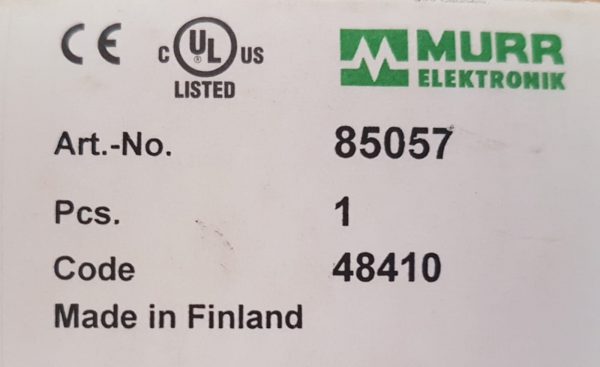 CE C UL US
LISTED
MURR
ELEKTRONIK
Art.-No. 85057
Pcs. 1
Code 48410
Made in Finland